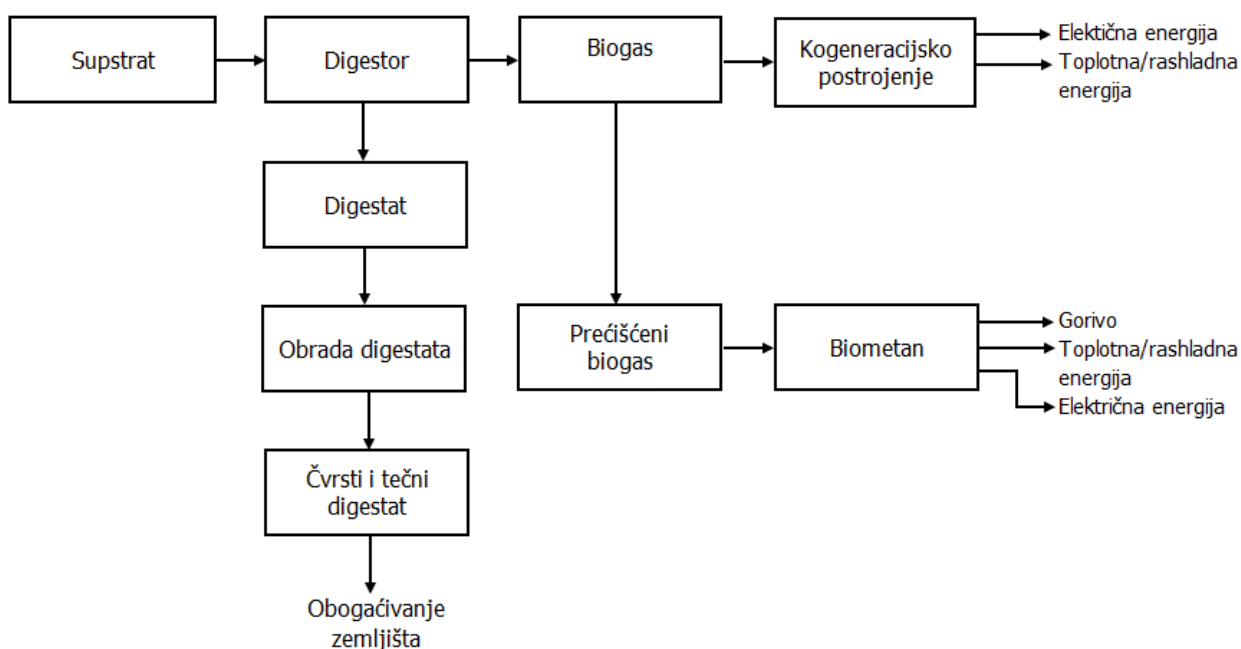 Supstrat
Digestor
Biogas
Kogeneracijsko
postrojenje
Elektična energija
Toplotna/rashladna
energija
Digestat
Obrada digestata
Prećišćeni
biogas
Biometan
Gorivo
Toplotna/rashladna
energija
Električna energija
Čvrsti i tečni
digestat
Obogaćivanje
zemljišta